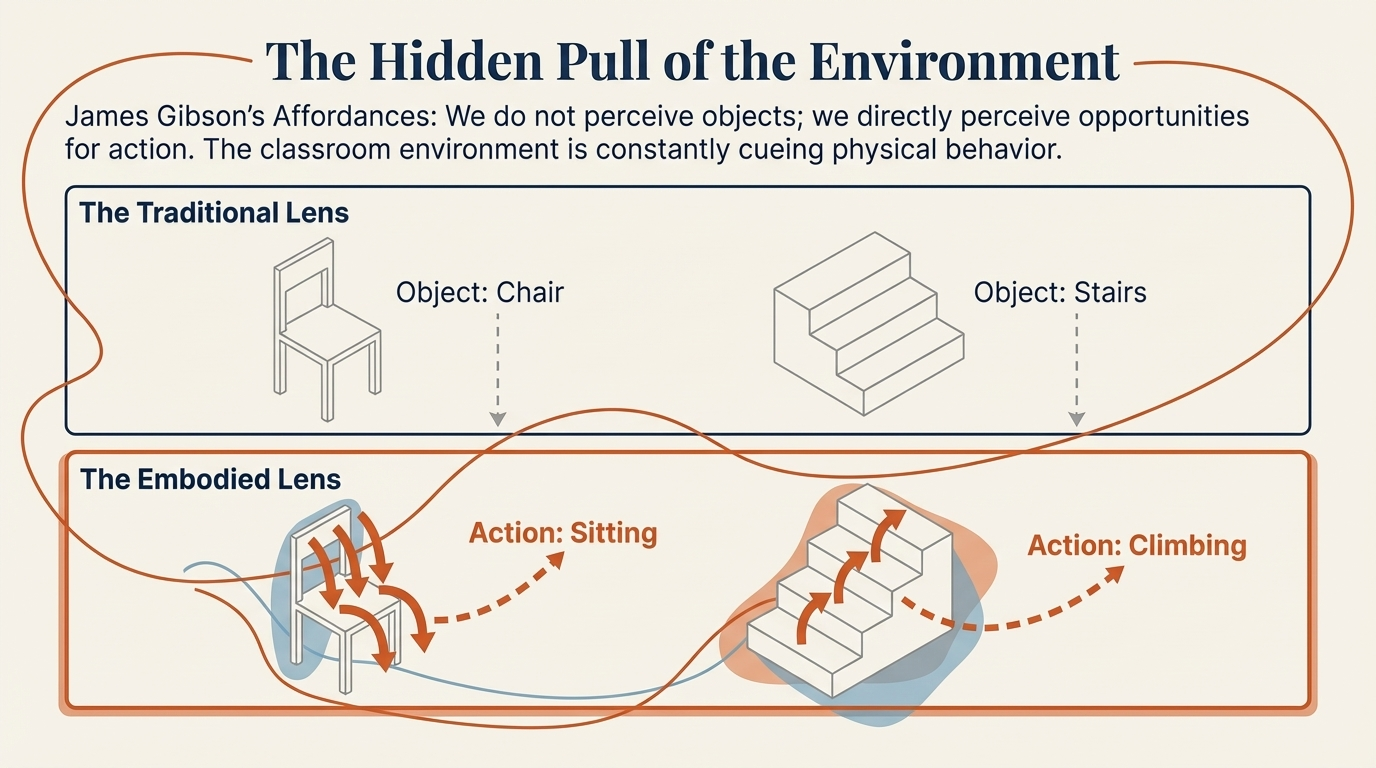 The Hidden Pull of the Environment
James Gibson’s Affordances: We do not perceive objects; we directly perceive opportunities
for action. The classroom environment is constantly cueing physical behavior.
The Traditional Lens
Object: Chair
Object: Stairs
The Embodied Lens
Action: Sitting
Action: Climbing